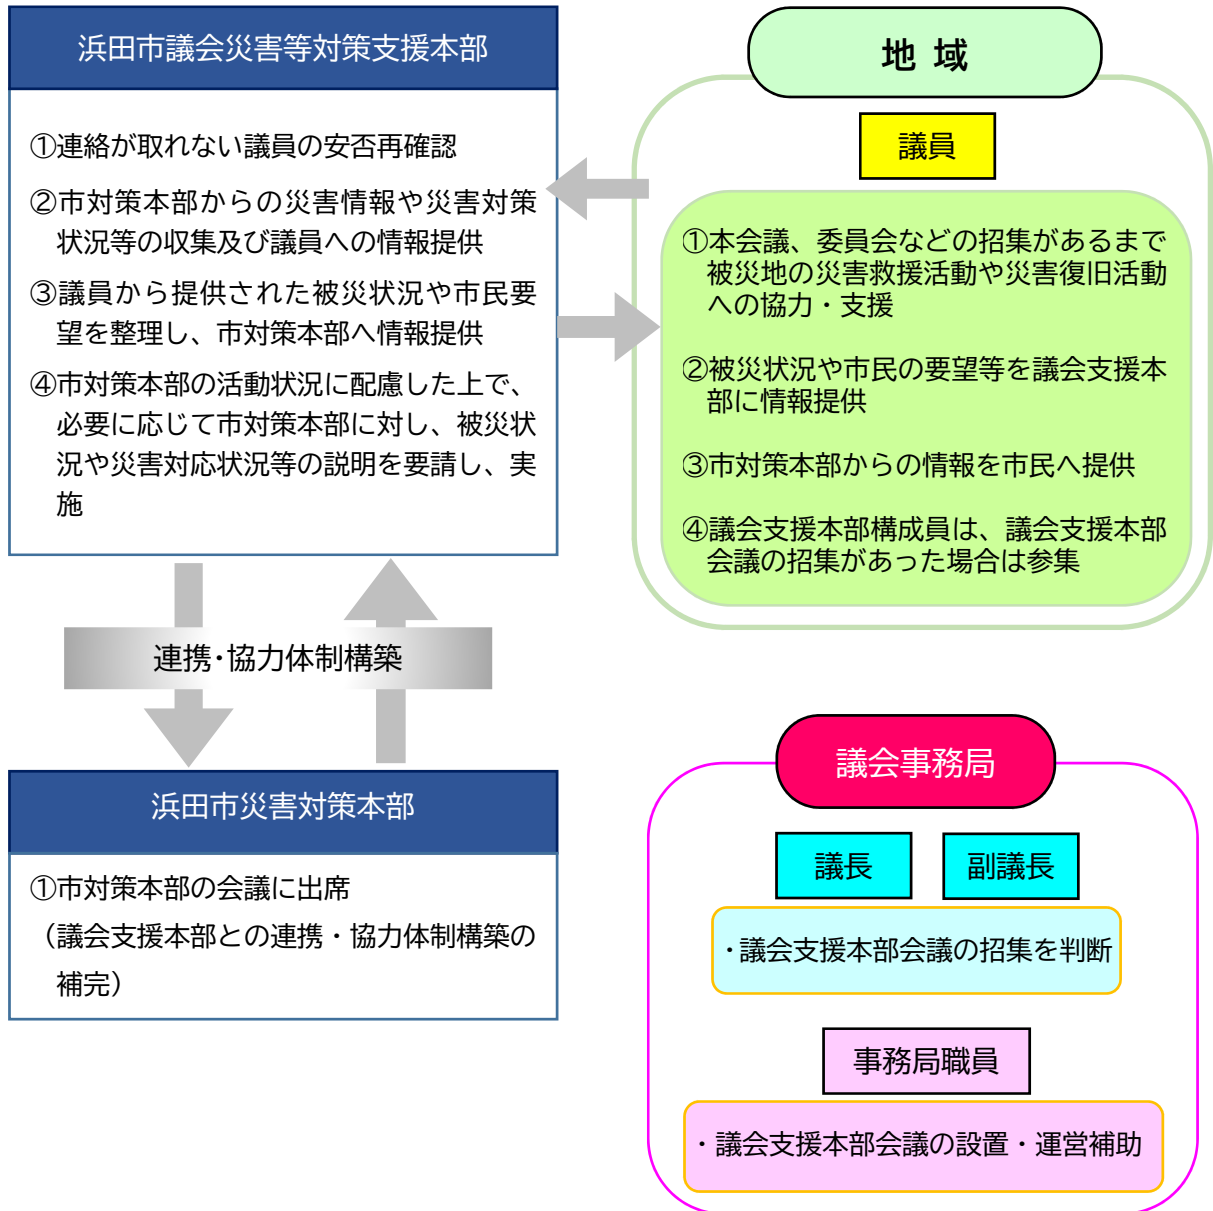 浜田市議会災害等対策支援本部
①連絡が取れない議員の安否再確認
②市対策本部からの災害情報や災害対策
状況等の収集及び議員への情報提供
③議員から提供された被災状況や市民要
望を整理し、市対策本部へ情報提供
④市対策本部の活動状況に配慮した上で、
必要に応じて市対策本部に対し、被災状
況や災害対応状況等の説明を要請し、実
施
地 域
議員
①本会議、委員会などの招集があるまで
被災地の災害救援活動や災害復旧活動
への協力・支援
②被災状況や市民の要望等を議会支援本
部に情報提供
③市対策本部からの情報を市民へ提供
④議会支援本部構成員は、議会支援本部
会議の招集があった場合は参集
連携・協力体制構築
浜田市災害対策本部
①市対策本部の会議に出席
（議会支援本部との連携・協力体制構築の
補完）
議会事務局
議長
副議長
・議会支援本部会議の招集を判断
事務局職員
・議会支援本部会議の設置・運営補助